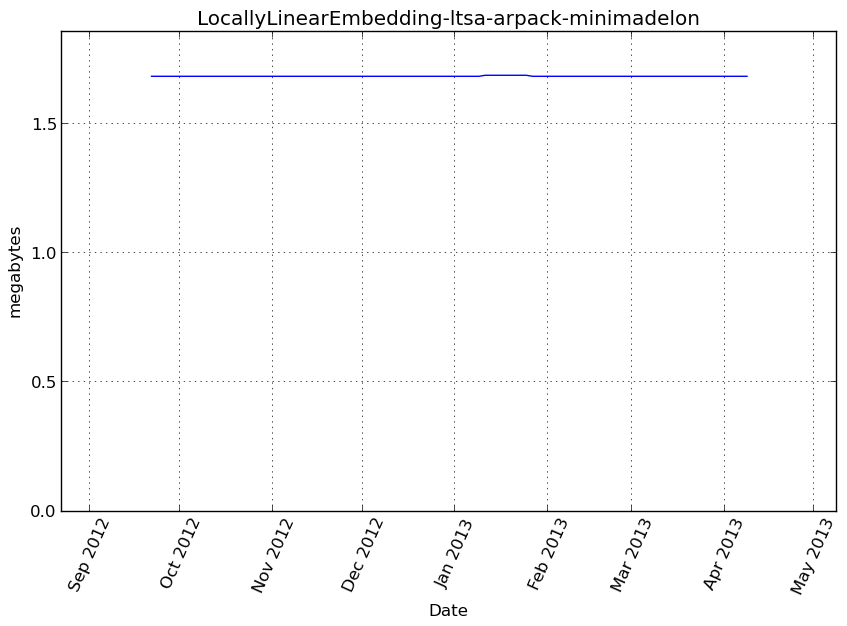 LocallyLinearEmbedding-ltsa-arpack-minimadelon
1.5
1.0
0.5
0.0
megabytes
Sep 2012
Oct 2012
Nov 2012
Dec 2012
Jan 2013
Feb 2013
Mar 2013
Apr 2013
May 2013
Date